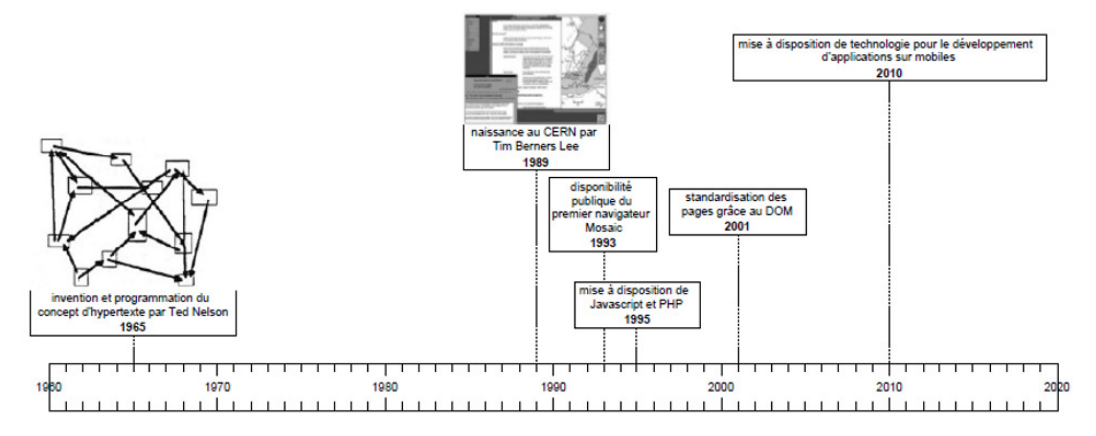 invention et programmation du
concept d'hypertexte par Ted Nelson
1965
naissance au CERN par
Tim Berners Lee
1989
disponibilité
publique du
premier navigateur
Mosaic
1993
mise à disposition de
Javascript et PHP
1995
standardisation des
pages grâce au DOM
2001
mise à disposition de technologie pour le développement
d'applications sur mobiles
2010
1960 1970 1980 1990 2000 2010 2020